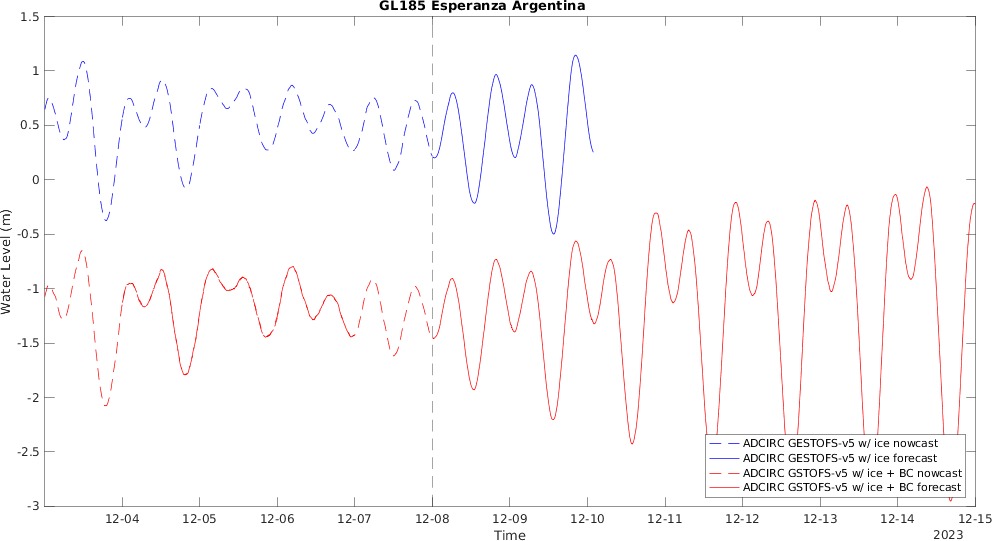 GL185 Esperanza Argentina
1.5
1
0.5
0
-0.5
-1
-1.5
-2
-2.5
-3
Water Level (m)
ADCIRC GESTOFS-v5 w/ ice nowcast
ADCIRC GESTOFS-v5 w/ ice forecast
ADCIRC GSTOFS-v5 w/ ice + BC nowcast
ADCIRC GSTOFS-v5 w/ ice + BC forecast
12-04 12-05 12-06 12-07 12-08 12-09 12-10 12-11 12-12 12-13 12-14 12-15
Time
2023